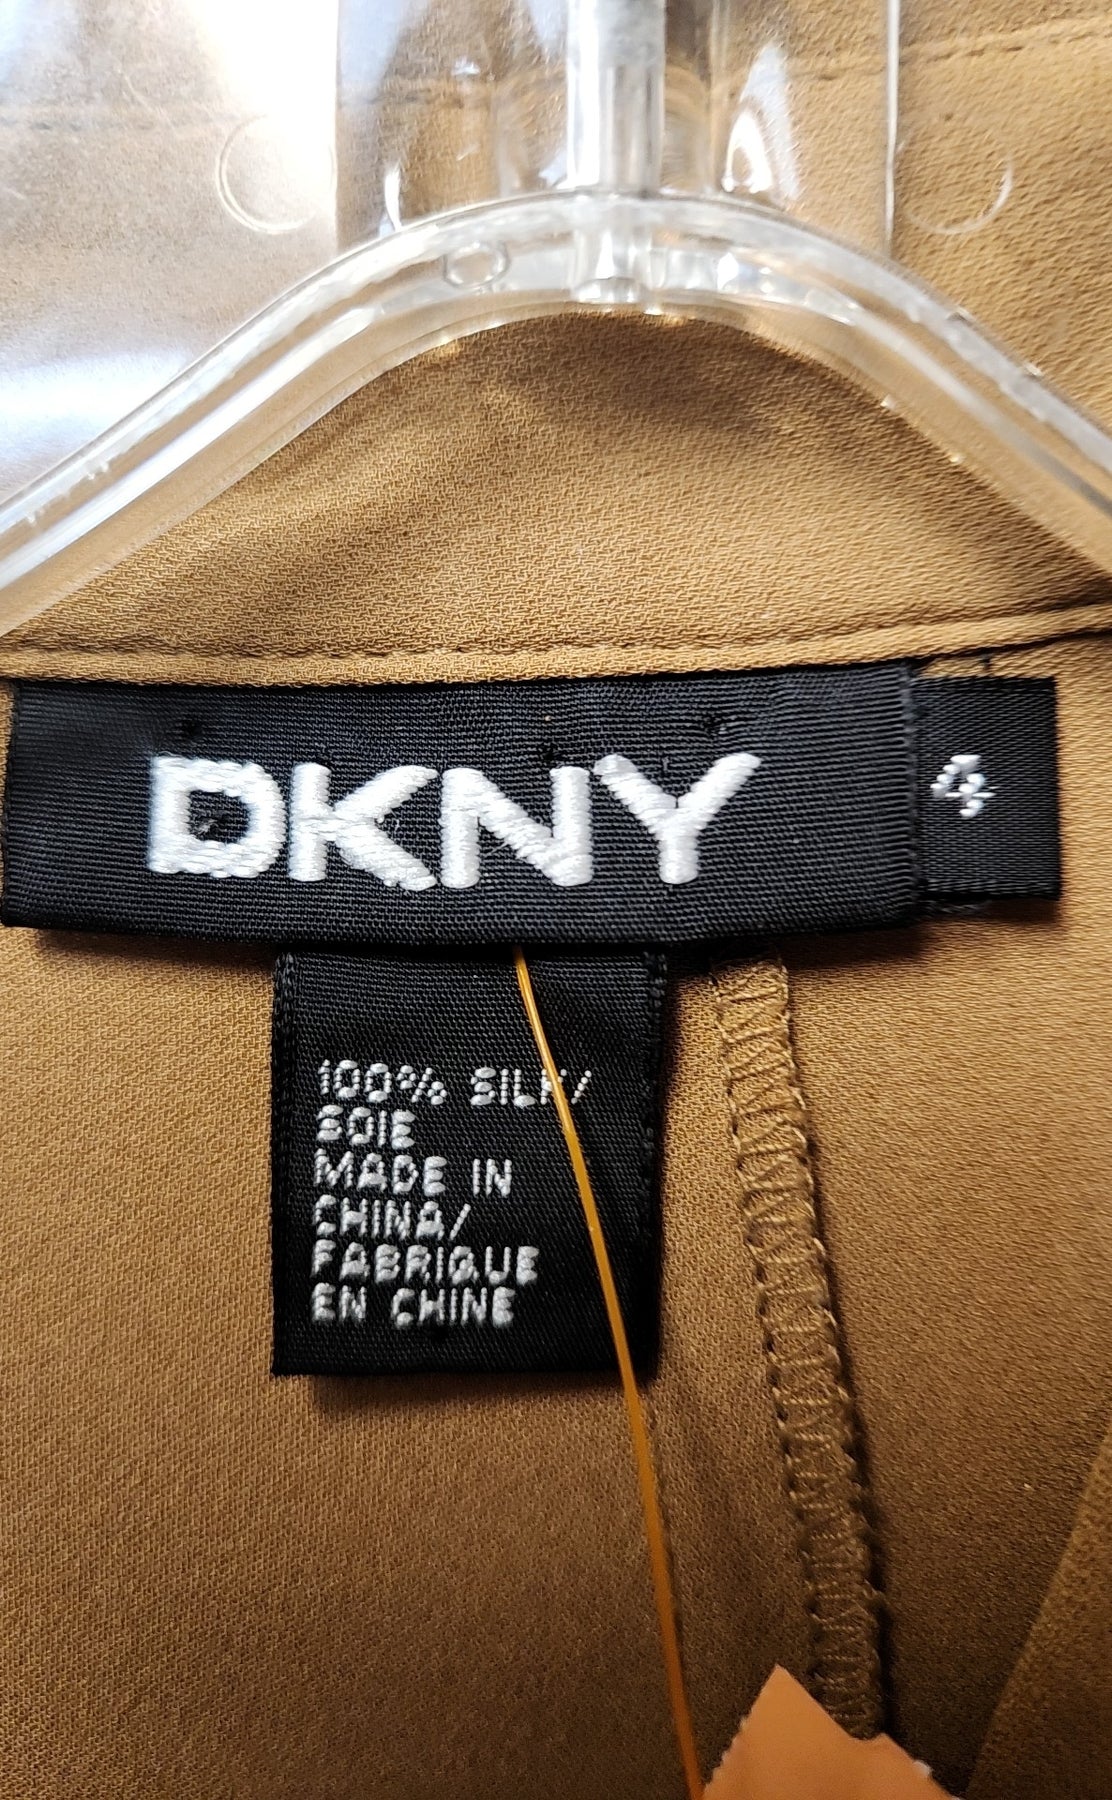 DKNY
4
100% SILK/
SOIE
MADE IN
CHINA/
FABRIQUE
EN CHINE